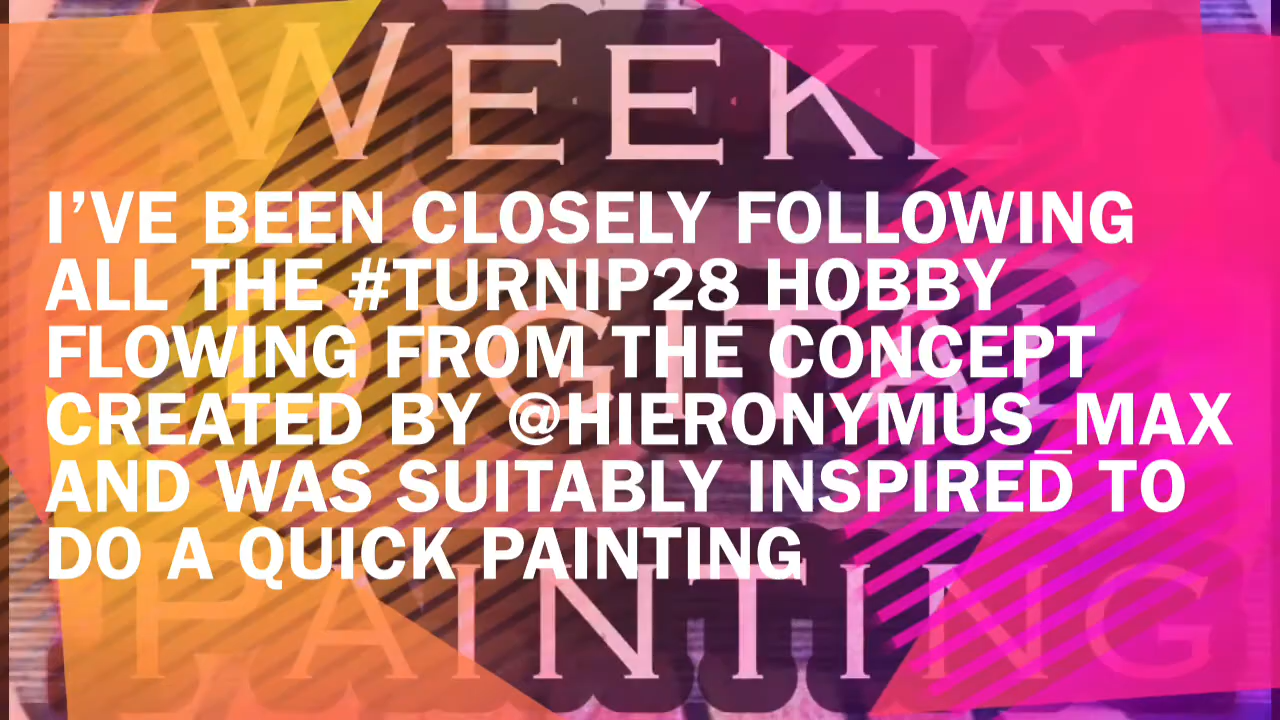 WEEKLY
I’VE BEEN CLOSELY FOLLOWING
ALL THE #TURNIP28 HOBBY
FLOWING FROM THE CONCEPT
CREATED BY @HIERONYMUS_MAX
AND WAS SUITABLY INSPIRED TO
DO A QUICK PAINTING
DIGITAL
PAINTING